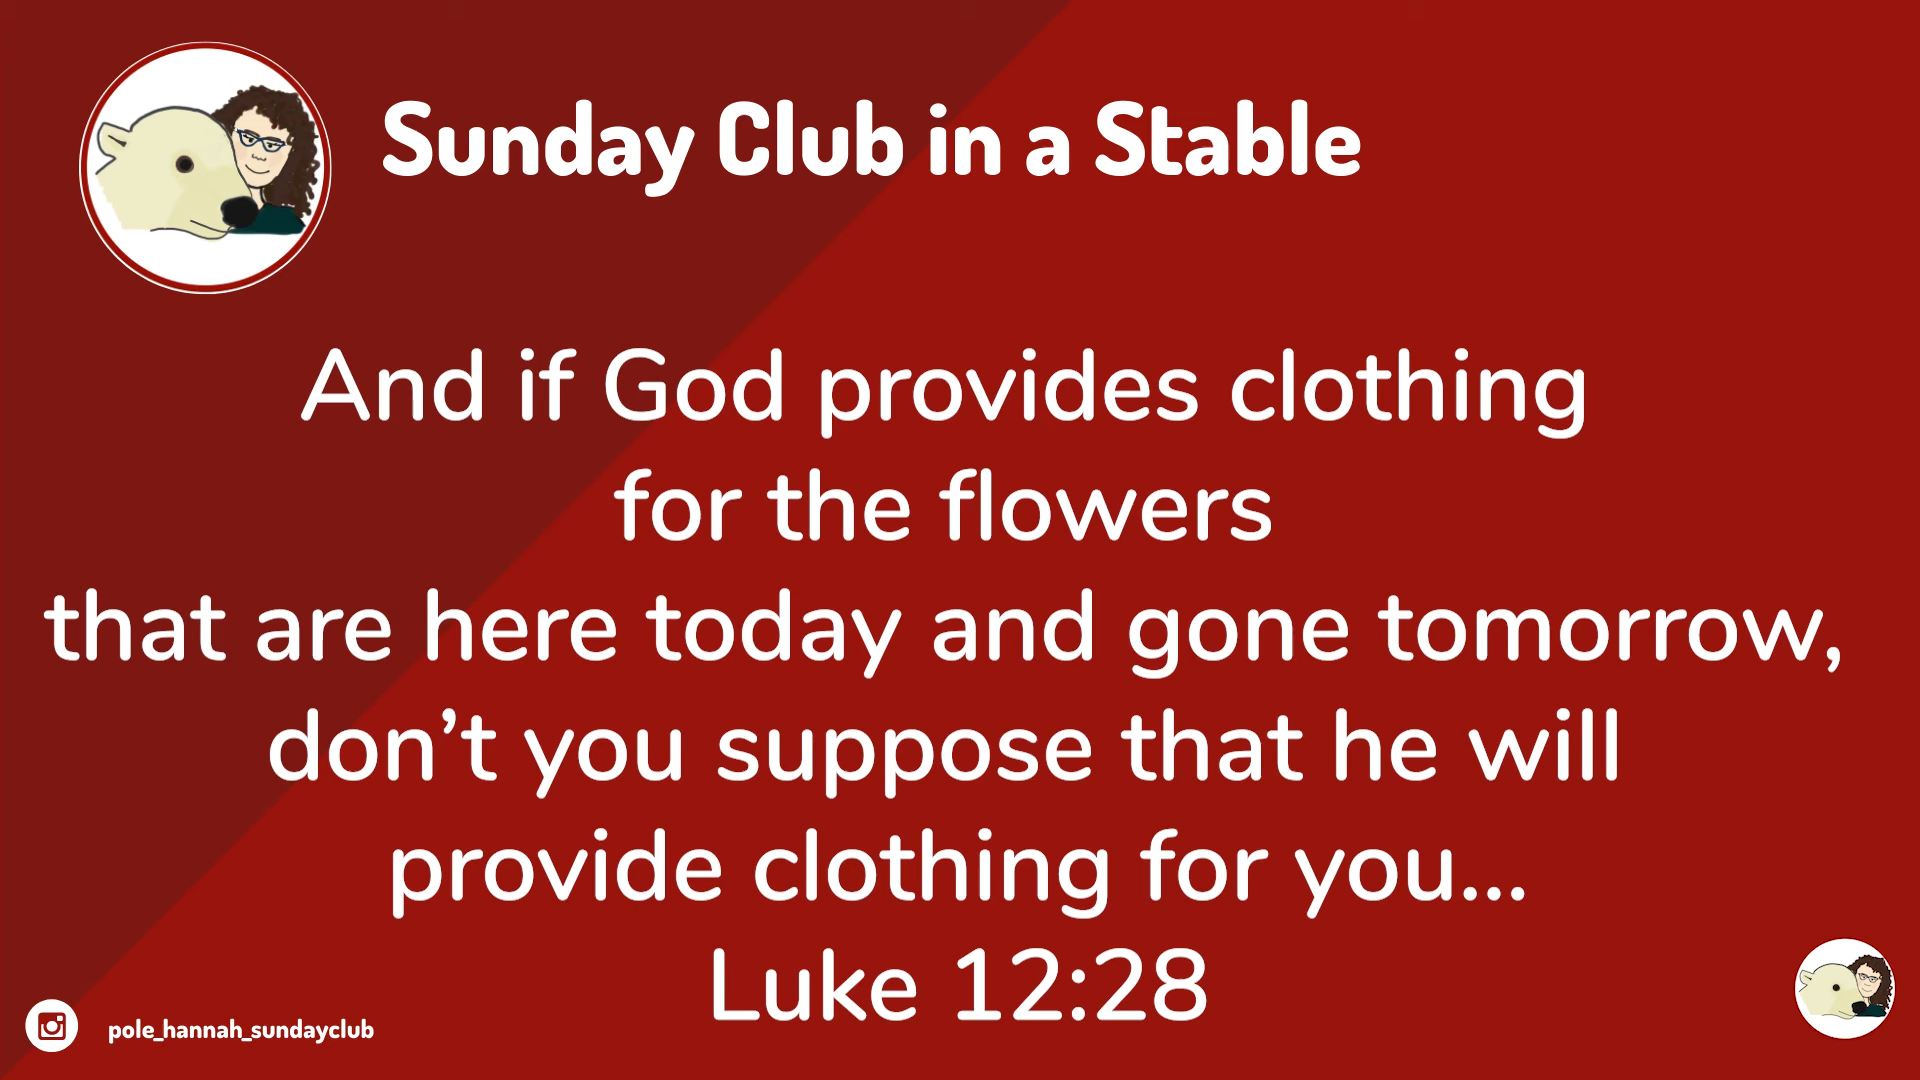 Sunday Club in a Stable
And if God provides clothing
for the flowers
that are here today and gone tomorrow,
don’t you suppose that he will
provide clothing for you...
Luke 12:28
pole_hannah_sundayclub